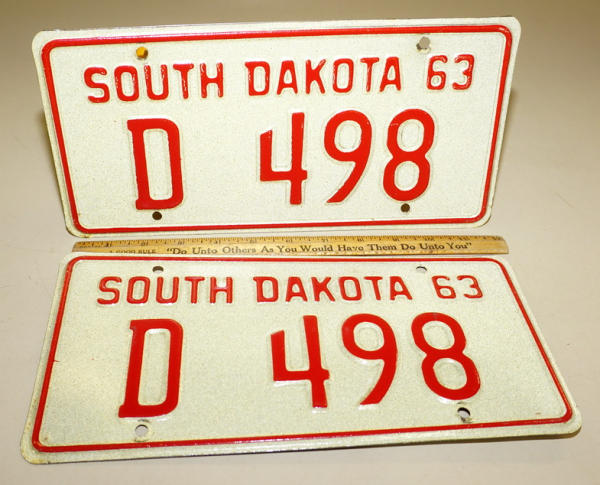 SOUTH DAKOTA 63
D 498
"Do Unto Others As You Would Have Them Do Unto You"
SOUTH DAKOTA 63
D 498